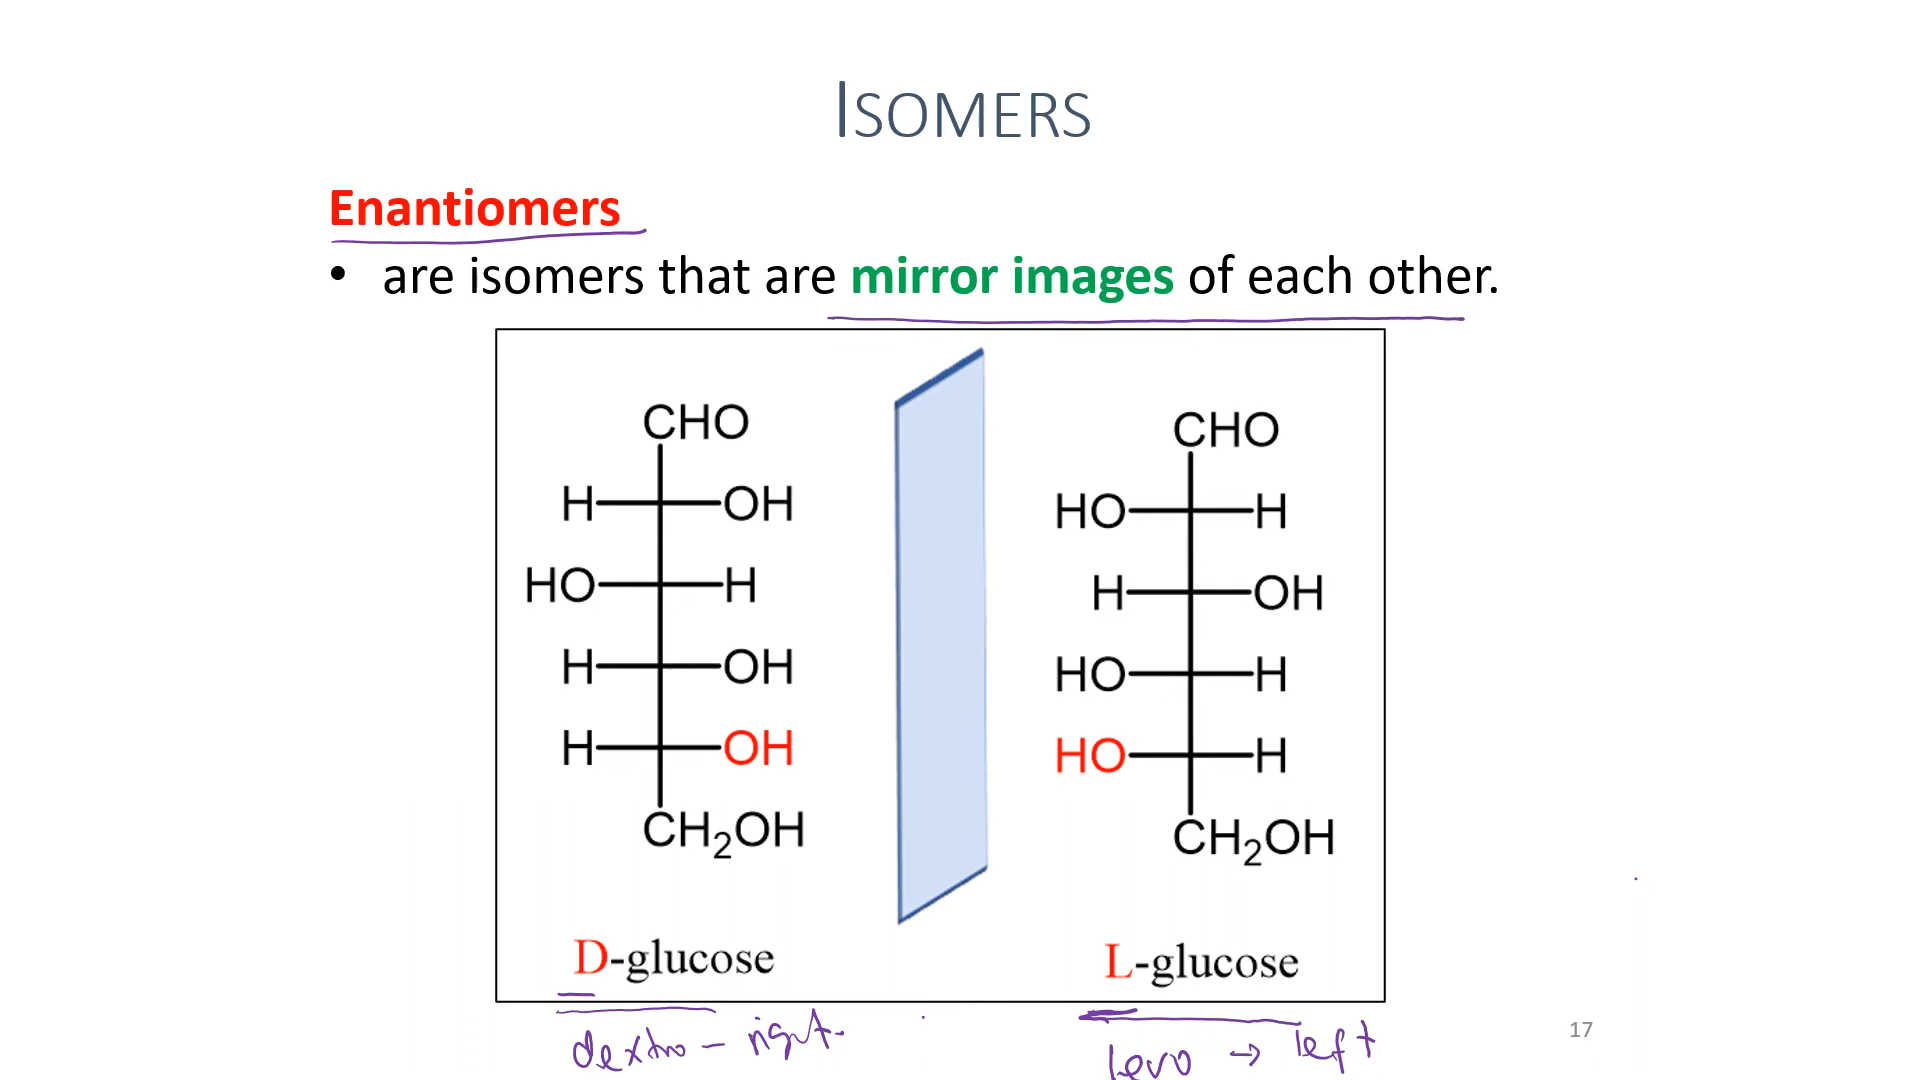 ISOMERS
Enantiomers
• are isomers that are mirror images of each other.
CHO
H OH
HO H
H OH
H OH
CH₂OH
D-glucose
CHO
HO H
H OH
HO H
HO H
CH₂OH
L-glucose
dextro – right.
levo → left
17